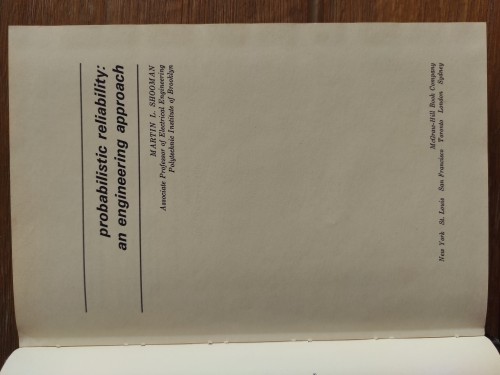 probabilistic reliability:
an engineering approach
MARTIN L. SHOOMAN
Associate Professor of Electrical Engineering
Polytechnic Institute of Brooklyn
McGraw-Hill Book Company
New York St. Louis San Francisco Toronto London Sydney